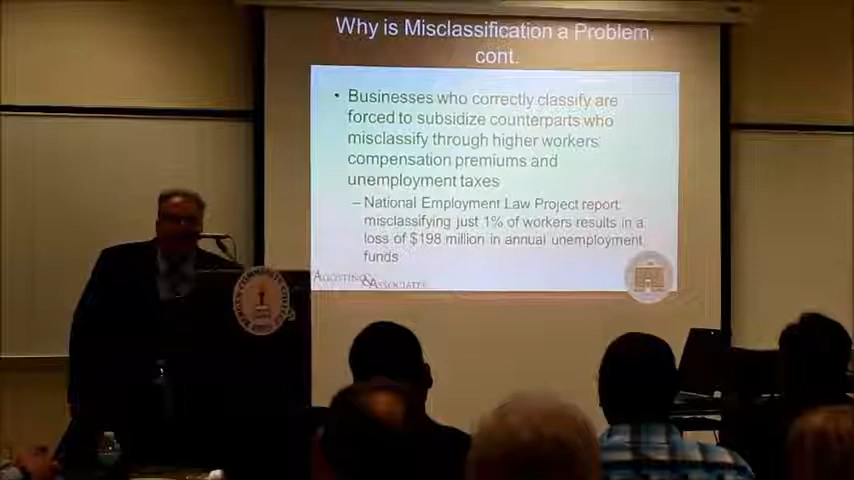 Why is Misclassification a Problem,
cont.
• Businesses who correctly classify are
forced to subsidize counterparts who
misclassify through higher workers'
compensation premiums and
unemployment taxes
– National Employment Law Project report:
misclassifying just 1% of workers results in a
loss of $198 million in annual unemployment
funds
AGOSTINO & ASSOCIATES